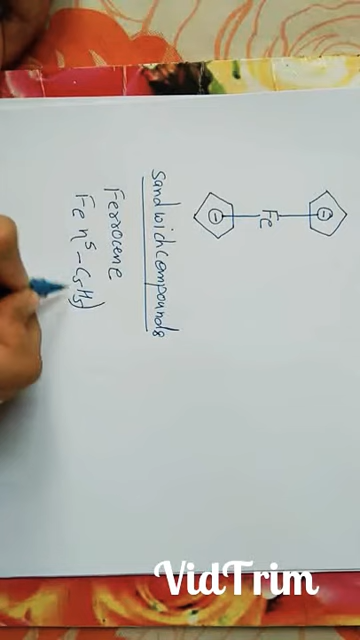 Sandwich compounds
Fe
Ferrocene
Fe η⁵-C₅H₅)
VidTrim